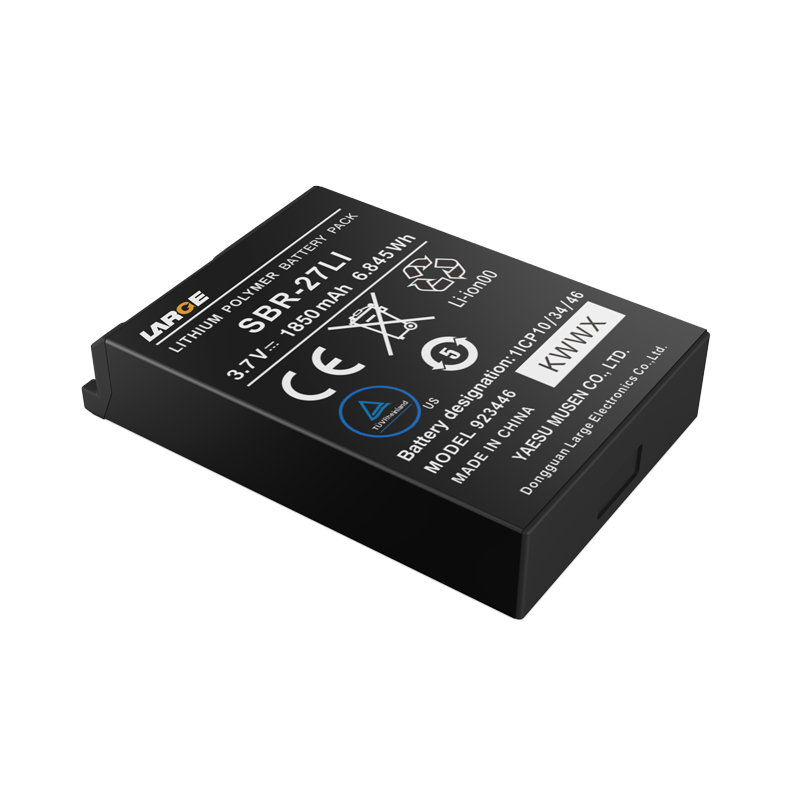 LARGE
LITHIUM POLYMER BATTERY PACK
SBR-27LI
3.7V 1850mAh 6.845Wh
CE
Li-ion00
5
TÜVRheinland
US
Battery designation: 1ICP10/34/46
MODEL 923446
KWWX
MADE IN CHINA
YAESU MUSEN CO., LTD.
Dongguan Large Electronics Co., Ltd.